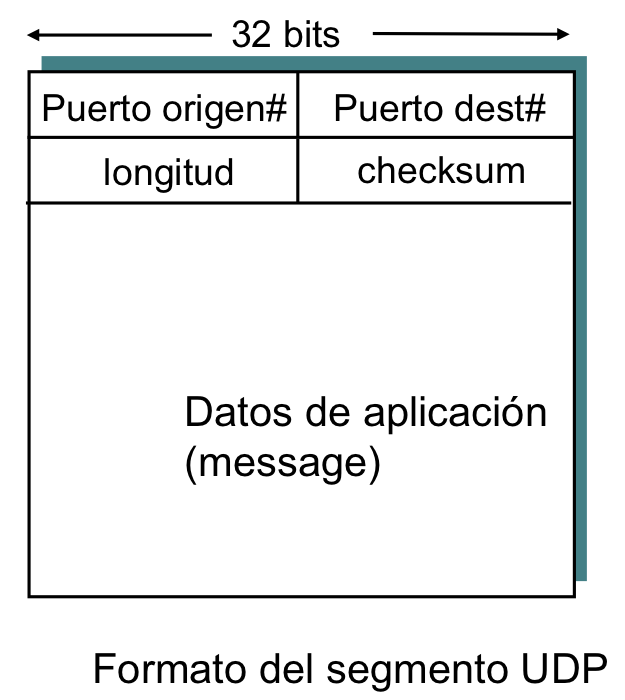 32 bits
Puerto origen# Puerto dest#
longitud checksum
Datos de aplicación
(message)
Formato del segmento UDP